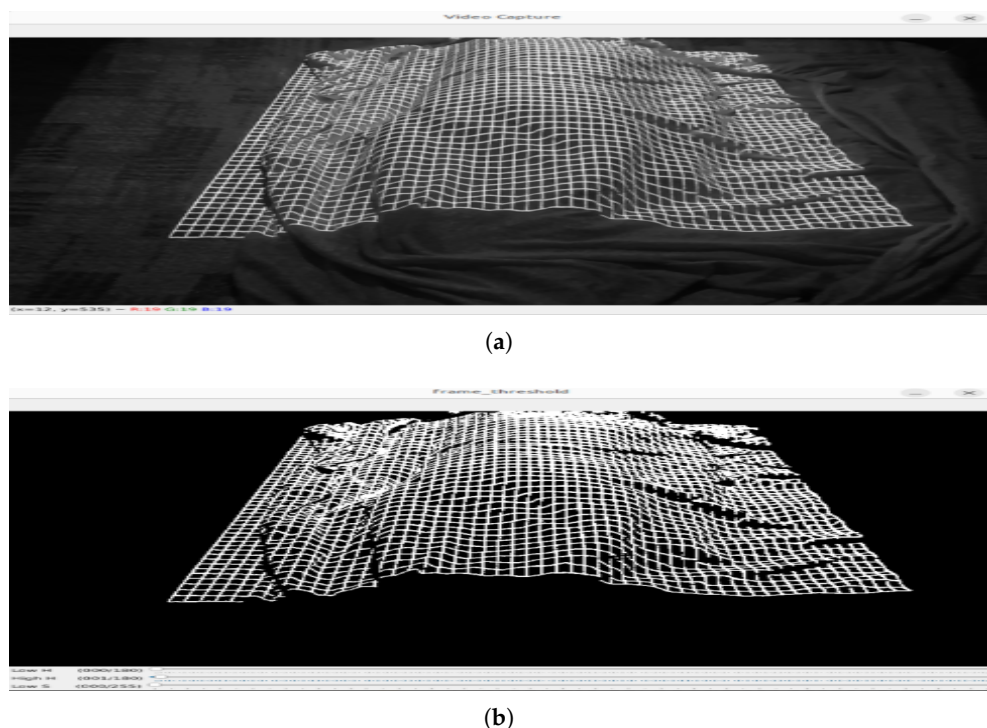 Video Capture
(x=12, y=535) ~ R:19 G:19 B:19
(a)
frame_threshold
Low H (000/180)
High H (001/180)
Low S (000/255)
(b)